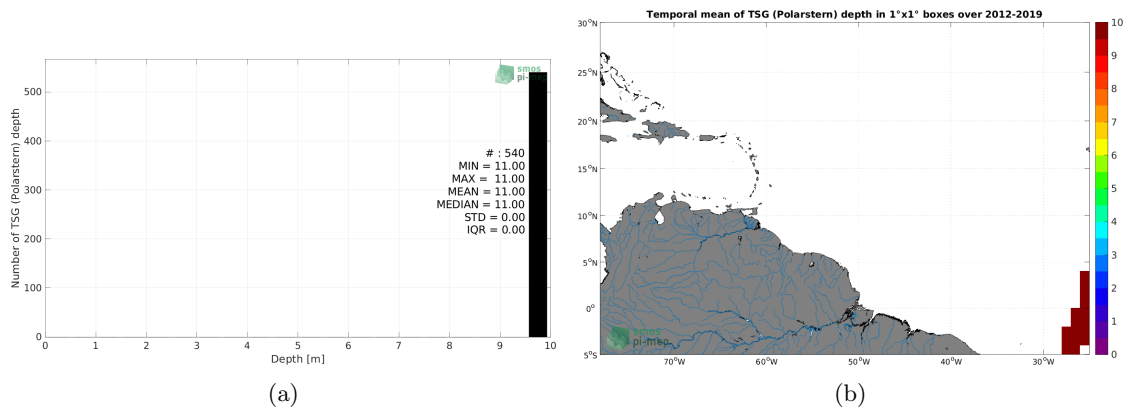 smos
pi-mep
Number of TSG (Polarstern) depth
500
400
300
200
100
0
# : 540
MIN = 11.00
MAX = 11.00
MEAN = 11.00
MEDIAN = 11.00
STD = 0.00
IQR = 0.00
0 1 2 3 4 5 6 7 8 9 10
Depth [m]
(a)
Temporal mean of TSG (Polarstern) depth in 1°x1° boxes over 2012-2019
30°N
25°N
20°N
15°N
10°N
5°N
0°
5°S
70°W 60°W 50°W 40°W 30°W
smos
pi-mep
10
9
8
7
6
5
4
3
2
1
0
(b)